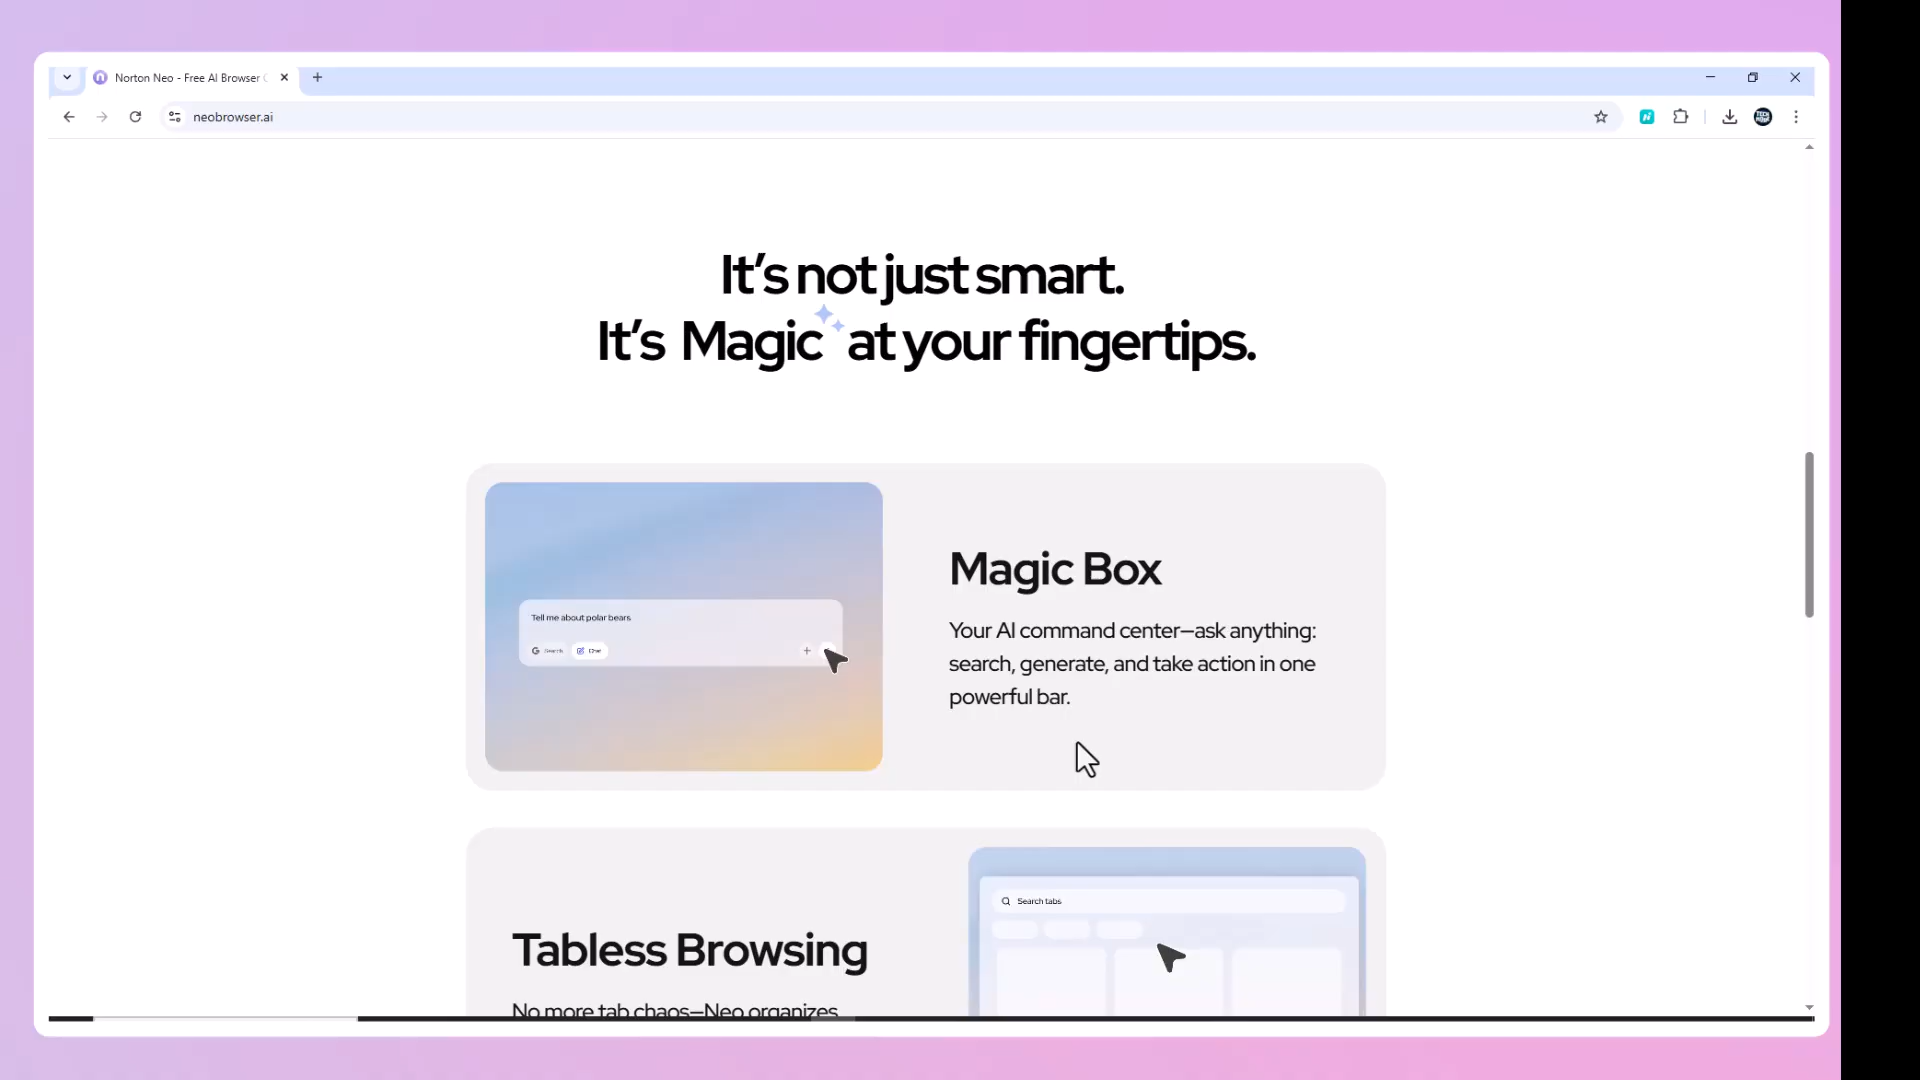 Norton Neo - Free AI Browser
neobrowser.ai
It's not just smart.
It's Magic at your fingertips.
Tell me about polar bears
Search Chat
Magic Box
Your AI command center—ask anything:
search, generate, and take action in one
powerful bar.
Search tabs
Tabless Browsing
No more tab chaos—Neo organizes